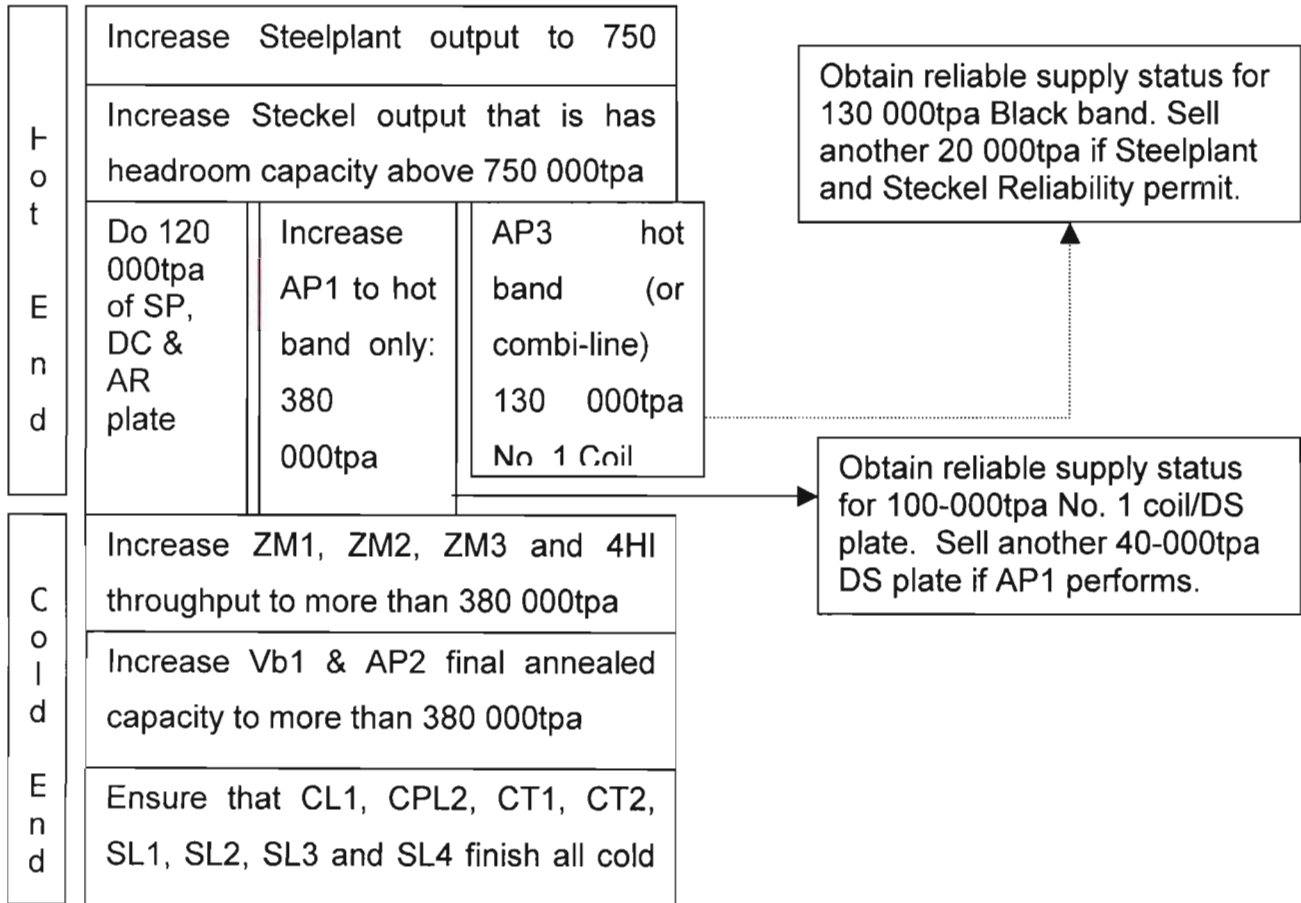 Hot End
Increase Steelplant output to 750
Increase Steckel output that is has
headroom capacity above 750 000tpa
Do 120
000tpa
of SP,
DC &
AR
plate
Increase
AP1 to hot
band only:
380
000tpa
AP3 hot
band (or
combi-line)
130 000tpa
No. 1 Coil
Obtain reliable supply status for
130 000tpa Black band. Sell
another 20 000tpa if Steelplant
and Steckel Reliability permit.
Obtain reliable supply status
for 100-000tpa No. 1 coil/DS
plate. Sell another 40-000tpa
DS plate if AP1 performs.
Cold End
Increase ZM1, ZM2, ZM3 and 4HI
throughput to more than 380 000tpa
Increase Vb1 & AP2 final annealed
capacity to more than 380 000tpa
Ensure that CL1, CPL2, CT1, CT2,
SL1, SL2, SL3 and SL4 finish all cold